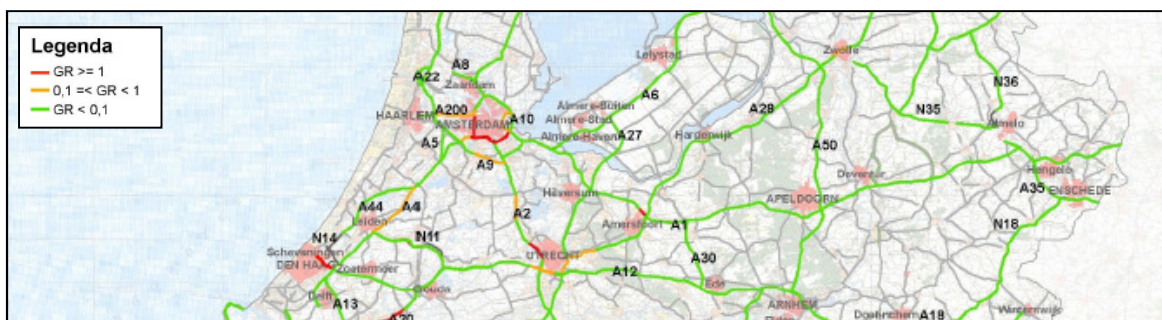 Legenda
GR >= 1
0,1 =< GR < 1
GR < 0,1
A8
Zaandam
A22
A200
HAARLEM
AMSTERDAM
A10
A5
A9
Lelystad
A6
Almere-Buiten
Almere-Stad
Almere-Haven
A27
Harderwijk
A28
Zwolle
N36
N35
Almelo
A50
Deventer
Hengelo
A35
ENSCHEDE
Hilversum
APELDOORN
A44
A4
Leiden
A2
Amersfoort
A1
N18
N14
N11
Scheveningen
DEN HAAG
Zoetermeer
UTRECHT
A12
A30
Ede
Delft
A13
Gouda
A20
ARNHEM
Doetinchem
A18
Winterswijk